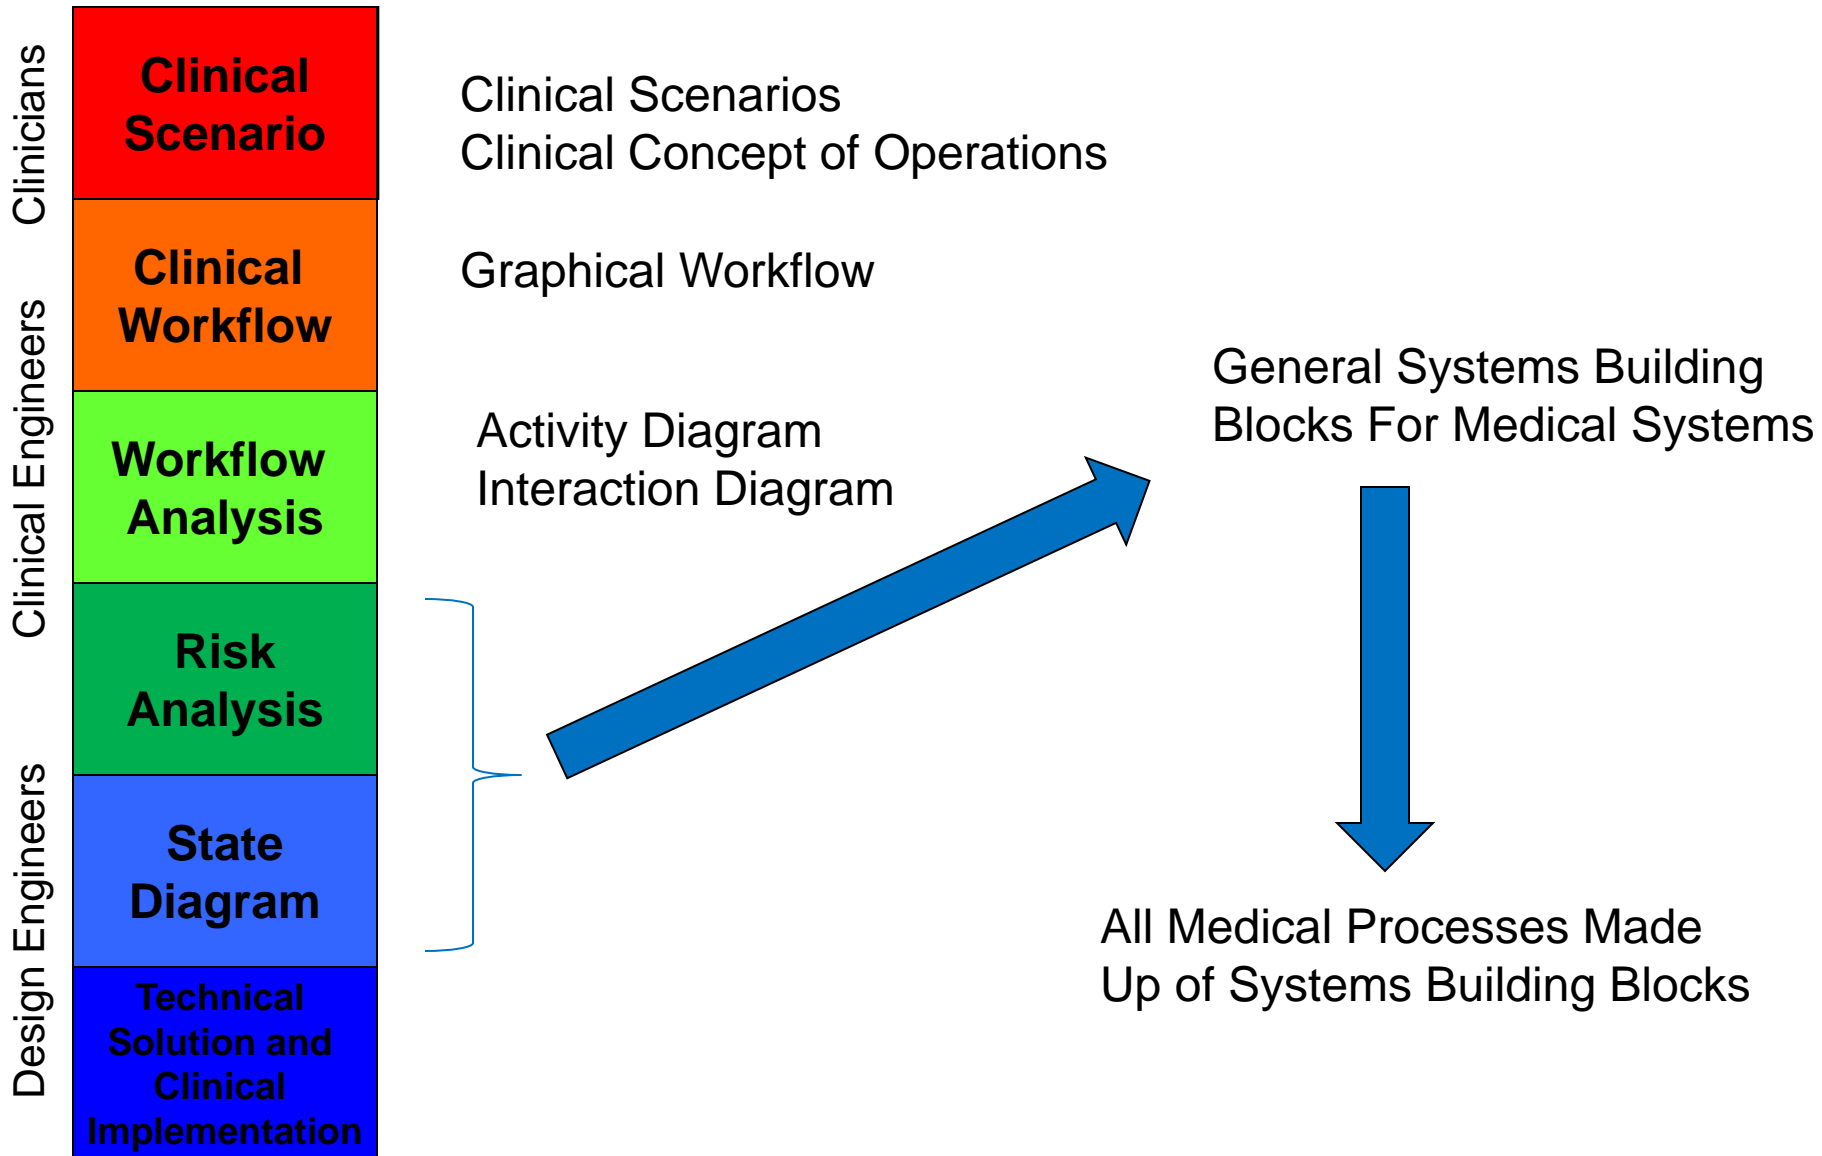 Clinicians
Clinical Engineers
Design Engineers
Clinical
Scenario
Clinical
Workflow
Workflow
Analysis
Risk
Analysis
State
Diagram
Technical
Solution and
Clinical
Implementation
Clinical Scenarios
Clinical Concept of Operations
Graphical Workflow
Activity Diagram
Interaction Diagram
General Systems Building
Blocks For Medical Systems
All Medical Processes Made
Up of Systems Building Blocks